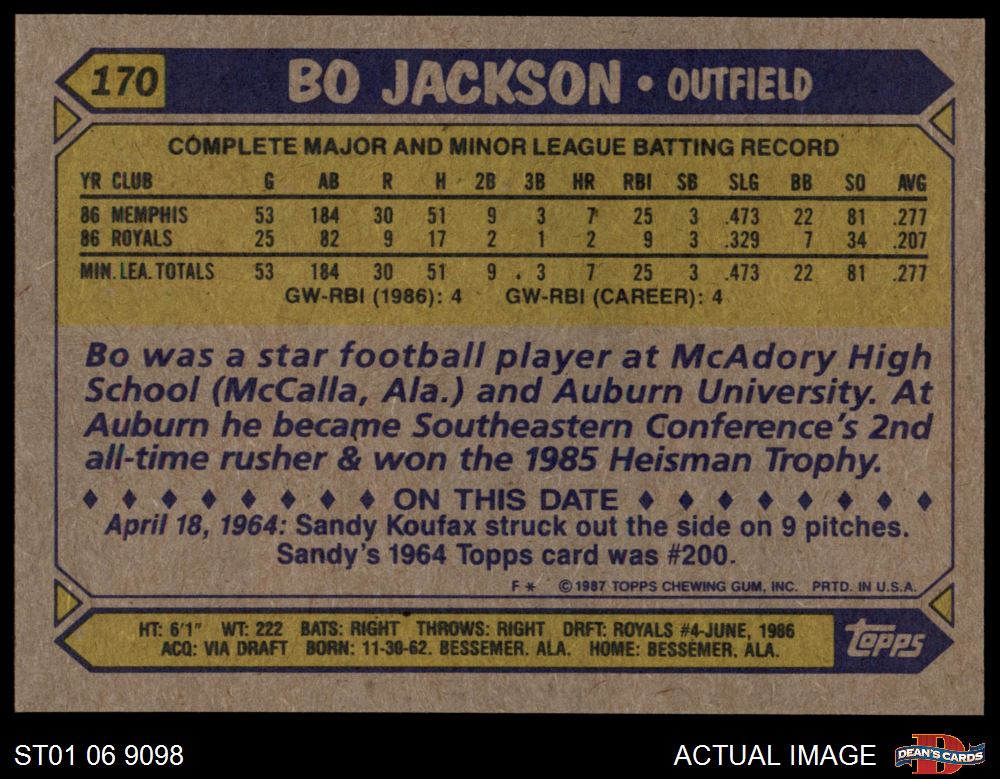 170 BO JACKSON • OUTFIELD
COMPLETE MAJOR AND MINOR LEAGUE BATTING RECORD
YR CLUB G AB R H 2B 3B HR RBI SB SLG BB SO AVG
86 MEMPHIS 53 184 30 51 9 3 7 25 3 .473 22 81 .277
86 ROYALS 25 82 9 17 2 1 2 9 3 .329 7 34 .207
MIN. LEA. TOTALS 53 184 30 51 9 3 7 25 3 .473 22 81 .277
GW-RBI (1986): 4 GW-RBI (CAREER): 4
Bo was a star football player at McAdory High
School (McCalla, Ala.) and Auburn University. At
Auburn he became Southeastern Conference's 2nd
all-time rusher & won the 1985 Heisman Trophy.
♦ ♦ ♦ ♦ ♦ ♦ ♦ ♦ ON THIS DATE ♦ ♦ ♦ ♦ ♦ ♦ ♦ ♦
April 18, 1964: Sandy Koufax struck out the side on 9 pitches.
Sandy's 1964 Topps card was #200.
F * © 1987 TOPPS CHEWING GUM, INC. PRTD. IN U.S.A.
HT: 6'1" WT: 222 BATS: RIGHT THROWS: RIGHT DRFT: ROYALS #4-JUNE, 1986
ACQ: VIA DRAFT BORN: 11-30-62, BESSEMER, ALA. HOME: BESSEMER, ALA.
topps
ST01 06 9098
ACTUAL IMAGE
D
DEAN'S CARDS